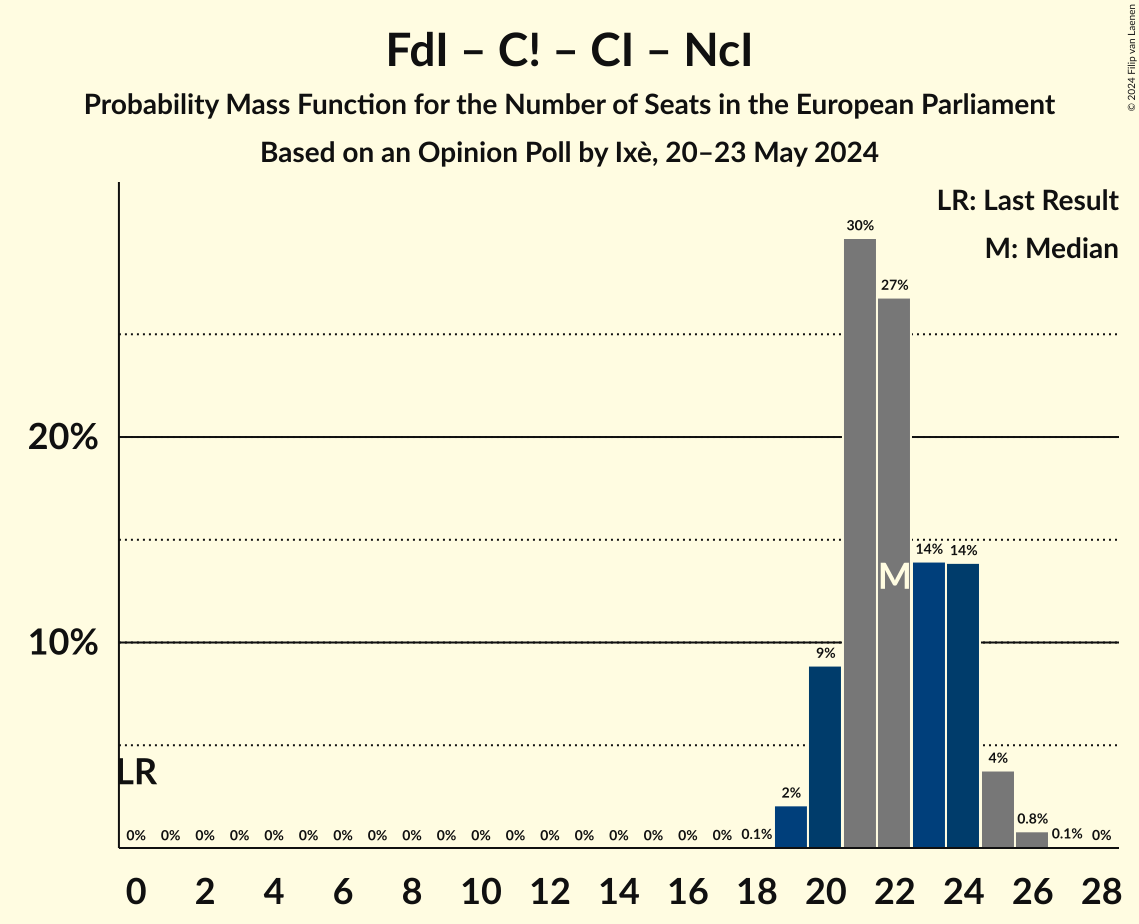 FdI – C! – CI – NcI
Probability Mass Function for the Number of Seats in the European Parliament
Based on an Opinion Poll by Ixè, 20–23 May 2024
© 2024 Filip van Laenen
LR: Last Result
M: Median
30%
27%
20%
14% 14%
M
10%
9%
LR
4%
2%
0.8%
0% 0% 0% 0% 0% 0% 0% 0% 0% 0% 0% 0% 0% 0% 0% 0% 0% 0% 0.1% 0.1% 0%
0 2 4 6 8 10 12 14 16 18 20 22 24 26 28